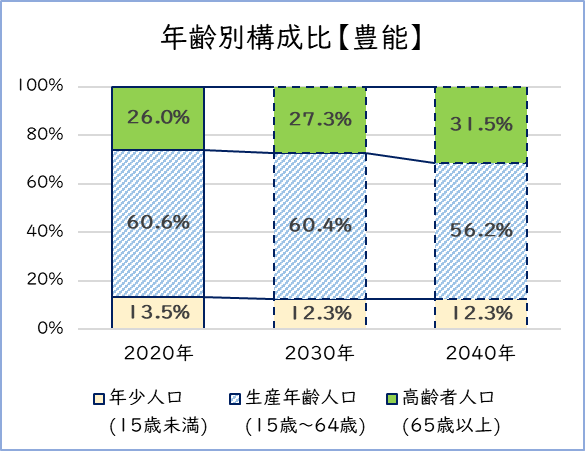 年齢別構成比【豊能】
100%
80%
60%
40%
20%
0%
26.0%
27.3%
31.5%
60.6%
60.4%
56.2%
13.5%
12.3%
12.3%
2020年
2030年
2040年
年少人口
(15歳未満)
生産年齢人口
(15歳～64歳)
高齢者人口
(65歳以上)